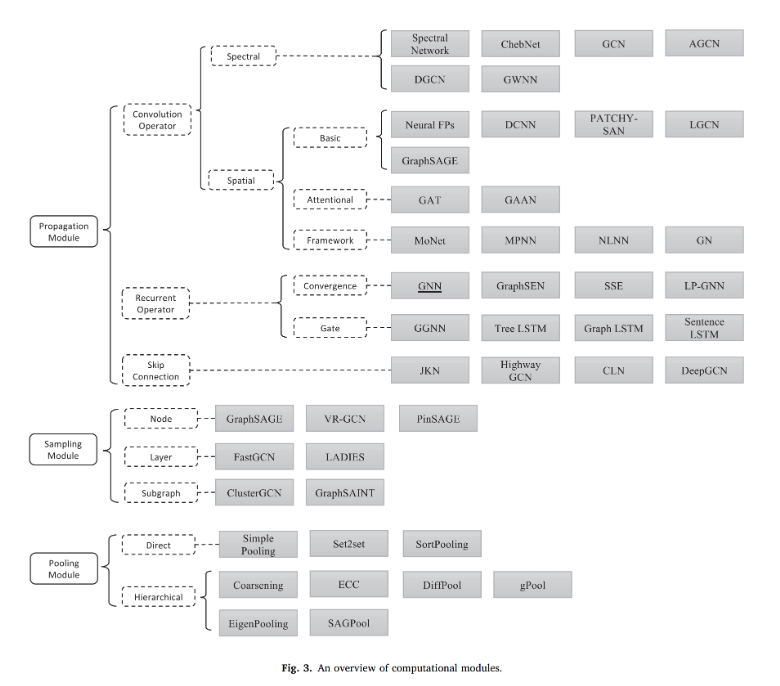 Spectral
Spectral
Network
ChebNet
GCN
AGCN
DGCN
GWNN
Convolution
Operator
Basic
Neural FPs
DCNN
PATCHY-
SAN
LGCN
GraphSAGE
Spatial
Attentional
GAT
GAAN
Propagation
Module
Framework
MoNet
MPNN
NLNN
GN
Recurrent
Operator
Convergence
GNN
GraphSEN
SSE
LP-GNN
Gate
GGNN
Tree LSTM
Graph LSTM
Sentence
LSTM
Skip
Connection
JKN
Highway
GCN
CLN
DeepGCN
Sampling
Module
Node
GraphSAGE
VR-GCN
PinSAGE
Layer
FastGCN
LADIES
Subgraph
ClusterGCN
GraphSAINT
Pooling
Module
Direct
Simple
Pooling
Set2set
SortPooling
Hierarchical
Coarsening
ECC
DiffPool
gPool
EigenPooling
SAGPool
Fig. 3. An overview of computational modules.